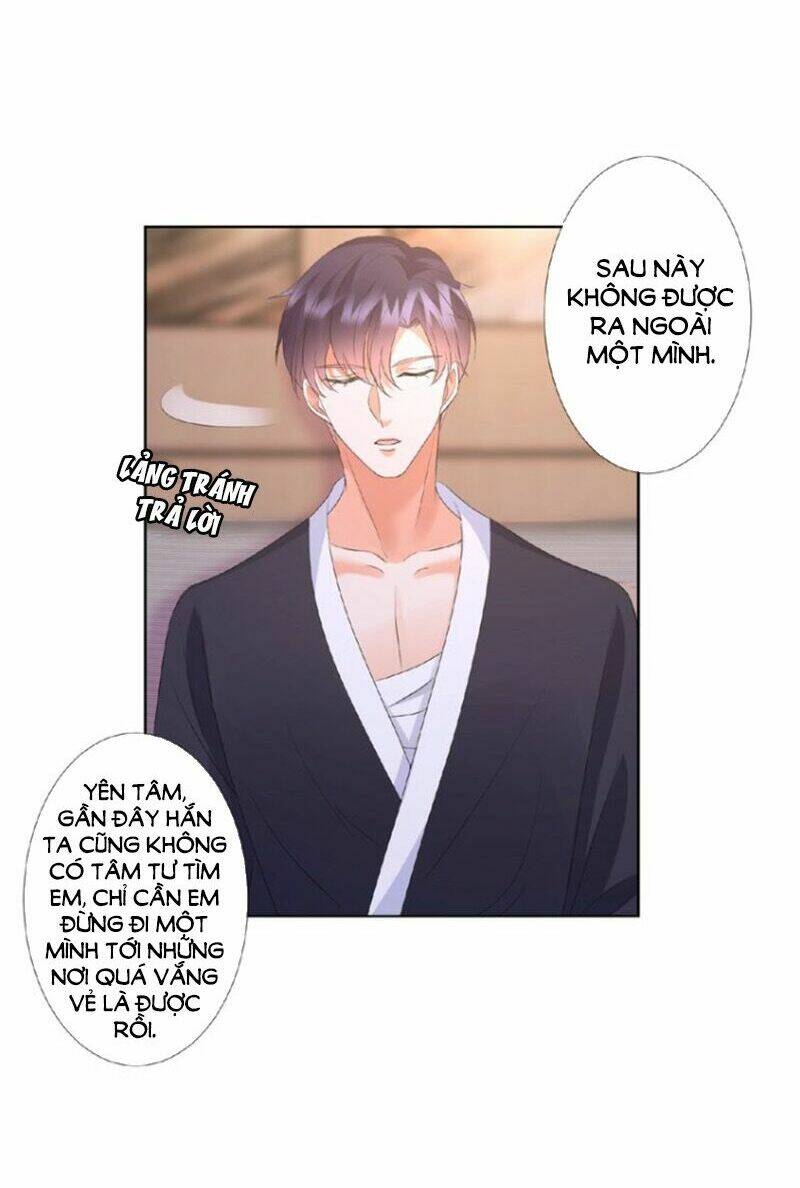 SAU NÀY
KHÔNG ĐƯỢC
RA NGOÀI
MỘT MÌNH.
LẢNG TRÁNH
TRẢ LỜI
YÊN TÂM,
GẦN ĐÂY HẮN
TA CŨNG KHÔNG
CÓ TÂM TƯ TÌM
EM, CHỈ CẦN EM
ĐỪNG ĐI MỘT
MÌNH TỚI NHỮNG
NƠI QUÁ VẮNG
VẺ LÀ ĐƯỢC
RỒI.